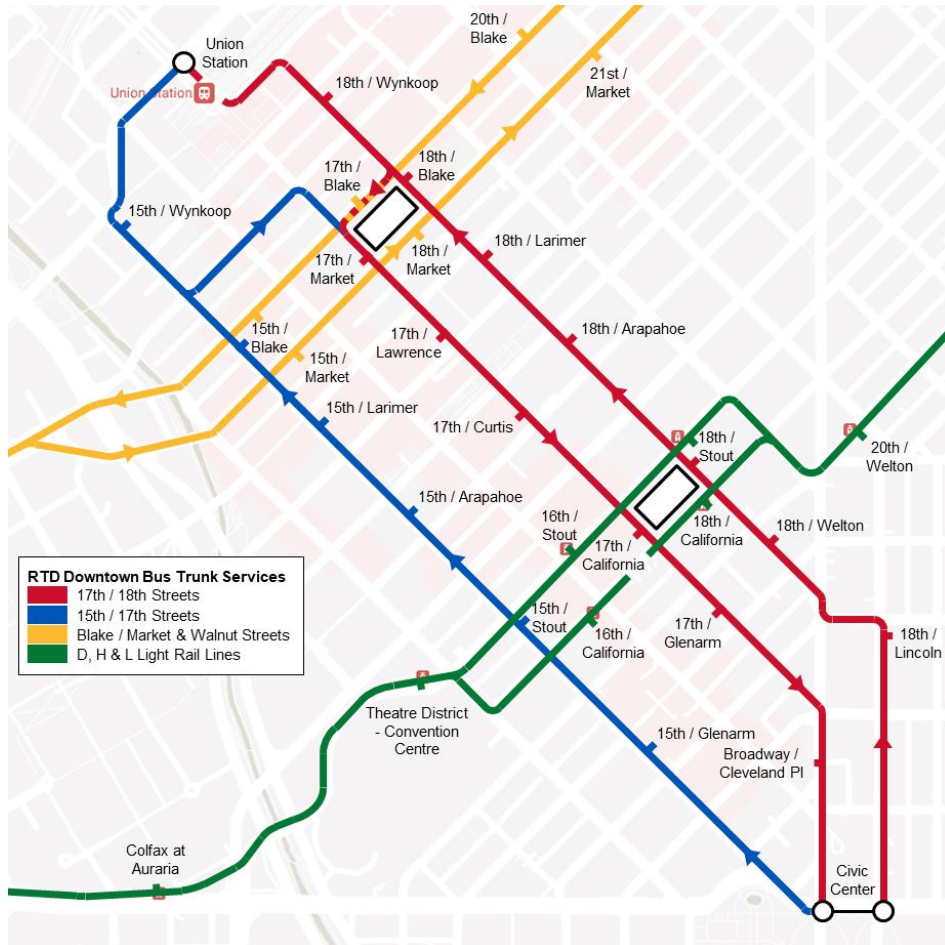 20th /
Blake
Union
Station
Union Station
18th / Wynkoop
21st /
Market
17th /
Blake
18th /
Blake
15th / Wynkoop
18th / Larimer
17th /
Market
18th /
Market
15th /
Blake
15th /
Market
17th /
Lawrence
18th / Arapahoe
15th / Larimer
17th / Curtis
18th /
Stout
20th /
Welton
15th / Arapahoe
16th /
Stout
17th /
California
18th /
California
18th / Welton
RTD Downtown Bus Trunk Services
17th / 18th Streets
15th / 17th Streets
Blake / Market & Walnut Streets
D, H & L Light Rail Lines
15th /
Stout
16th /
California
17th /
Glenarm
18th /
Lincoln
Theatre District
- Convention
Centre
15th / Glenarm
Broadway /
Cleveland Pl
Colfax at
Auraria
Civic
Center